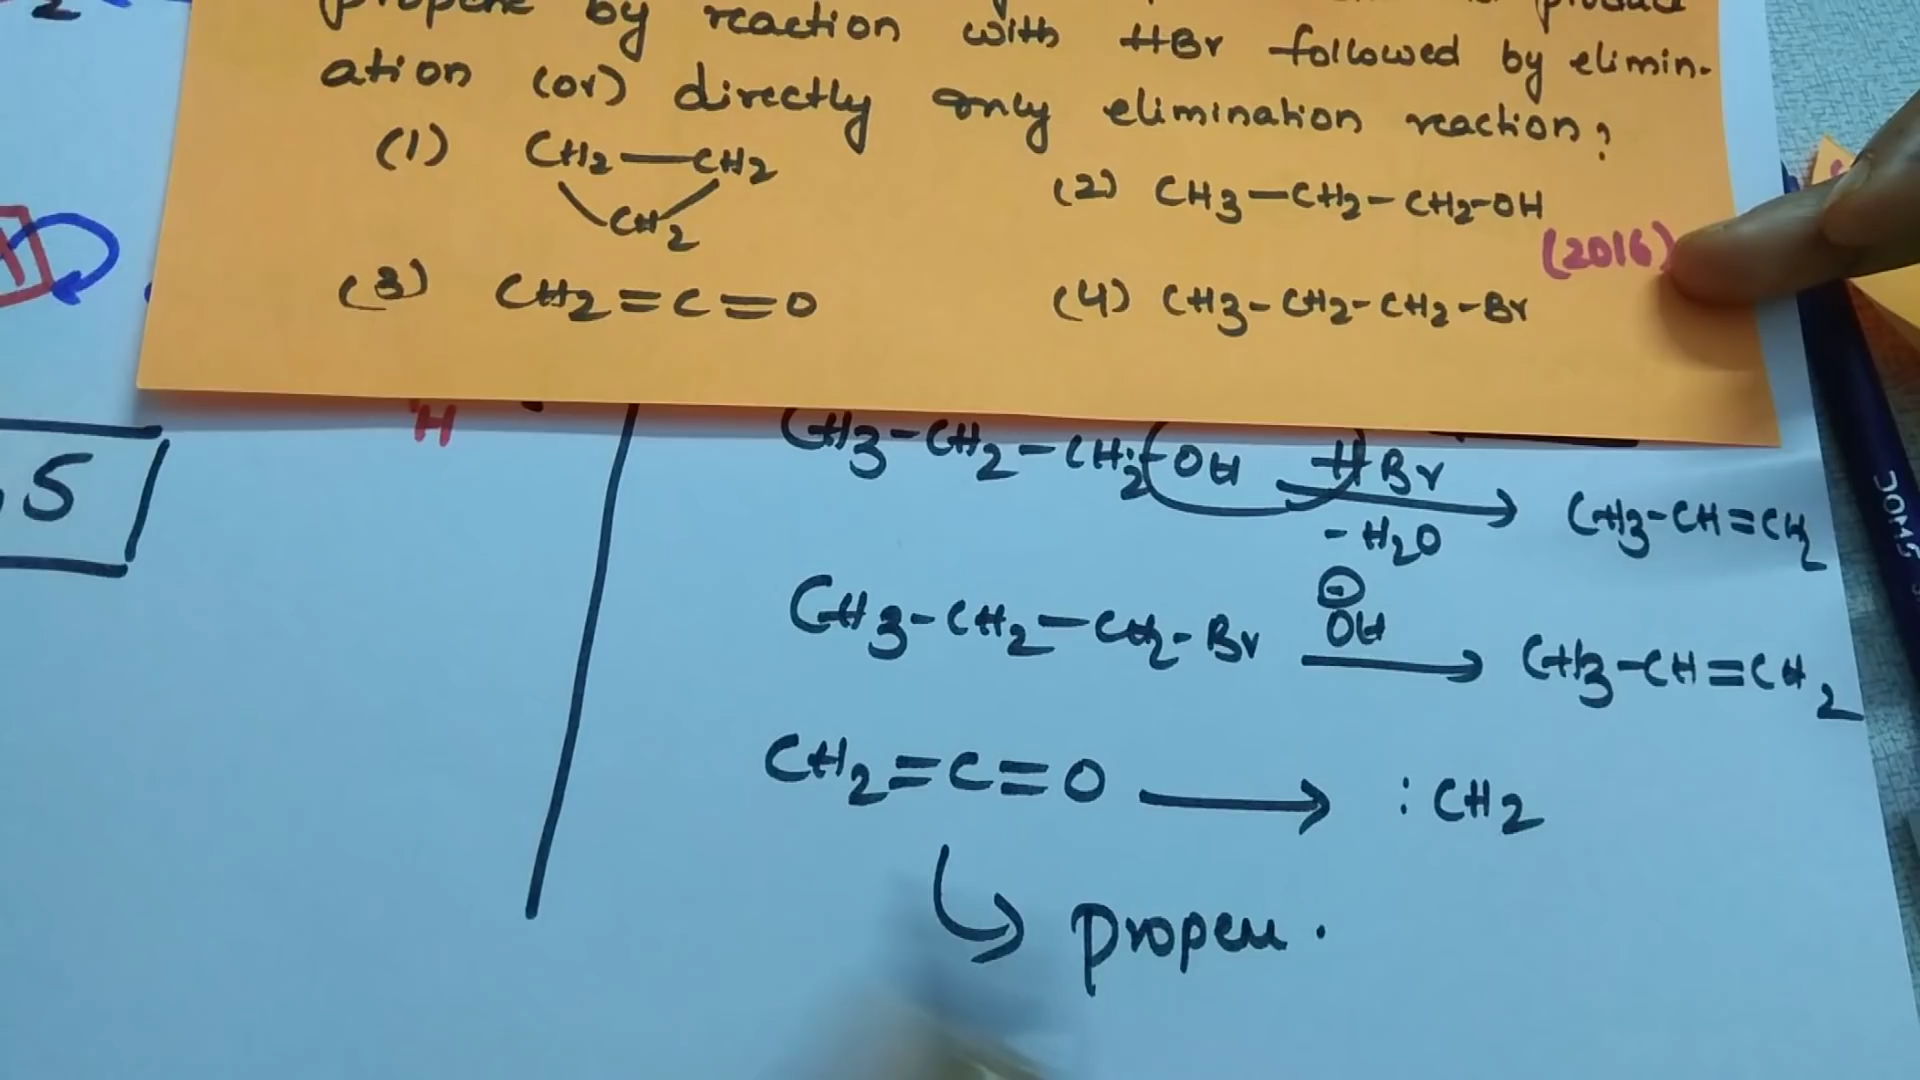 propene by reaction with HBr followed by elimin-
ation (or) directly only elimination reaction?
(1) CH2—CH2
CH2
(2) CH3—CH2-CH2-OH
(2016)
(3) CH2=C=O
(4) CH3-CH2-CH2-Br
H
5
CH3-CH2-CH2-OH HBr
-H2O
CH3-CH=CH2
CH3-CH2-CH2-Br ⊖OH → CH3-CH=CH2
CH2=C=O → :CH2
↳ propen.
DOMS